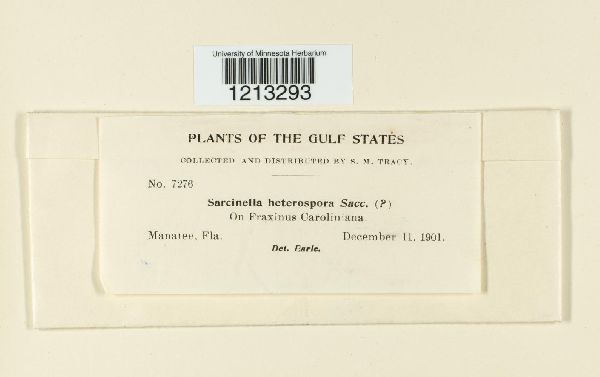 University of Minnesota Herbarium
1213293
PLANTS OF THE GULF STATES
COLLECTED AND DISTRIBUTED BY S. M. TRACY.
No. 7276
Sarcinella heterospora Sacc. (?)
On Fraxinus Caroliniana.
Manatee, Fla. December 11, 1901.
Det. Earle.